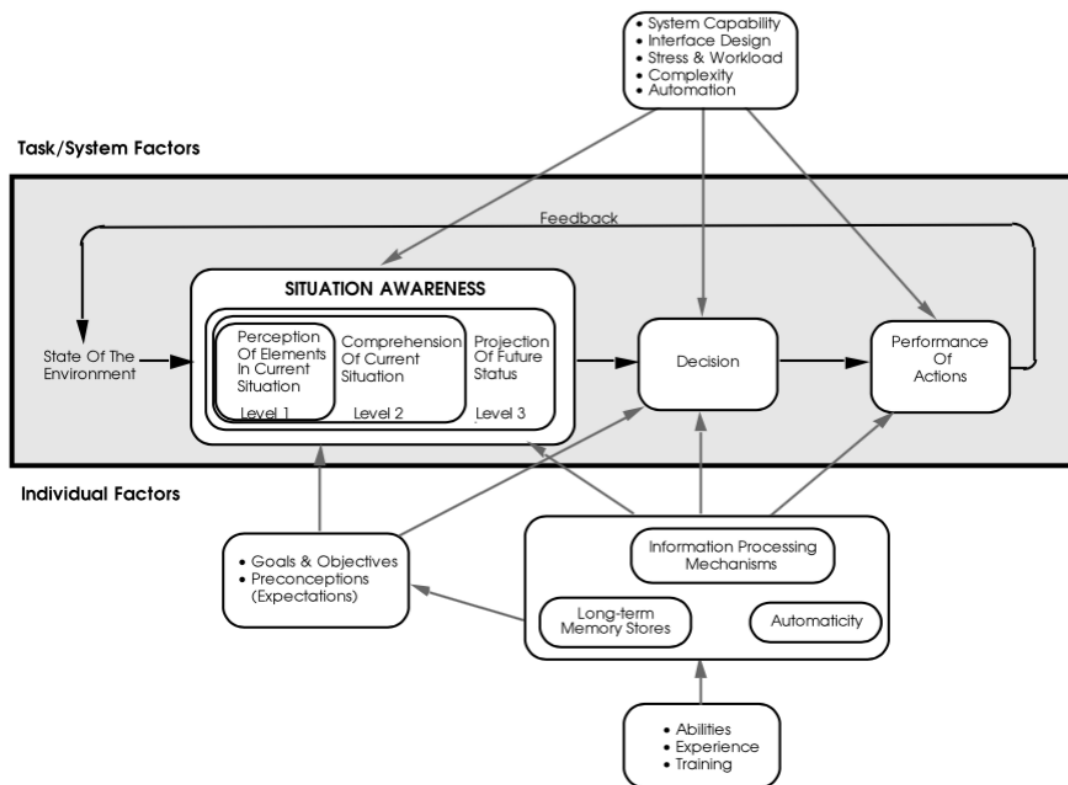 • System Capability
• Interface Design
• Stress & Workload
• Complexity
• Automation
Task/System Factors
Feedback
SITUATION AWARENESS
State Of The
Environment
Perception
Of Elements
In Current
Situation
Level 1
Comprehension
Of Current
Situation
Level 2
Projection
Of Future
Status
Level 3
Decision
Performance
Of
Actions
Individual Factors
• Goals & Objectives
• Preconceptions
(Expectations)
Information Processing
Mechanisms
Long-term
Memory Stores
Automaticity
• Abilities
• Experience
• Training